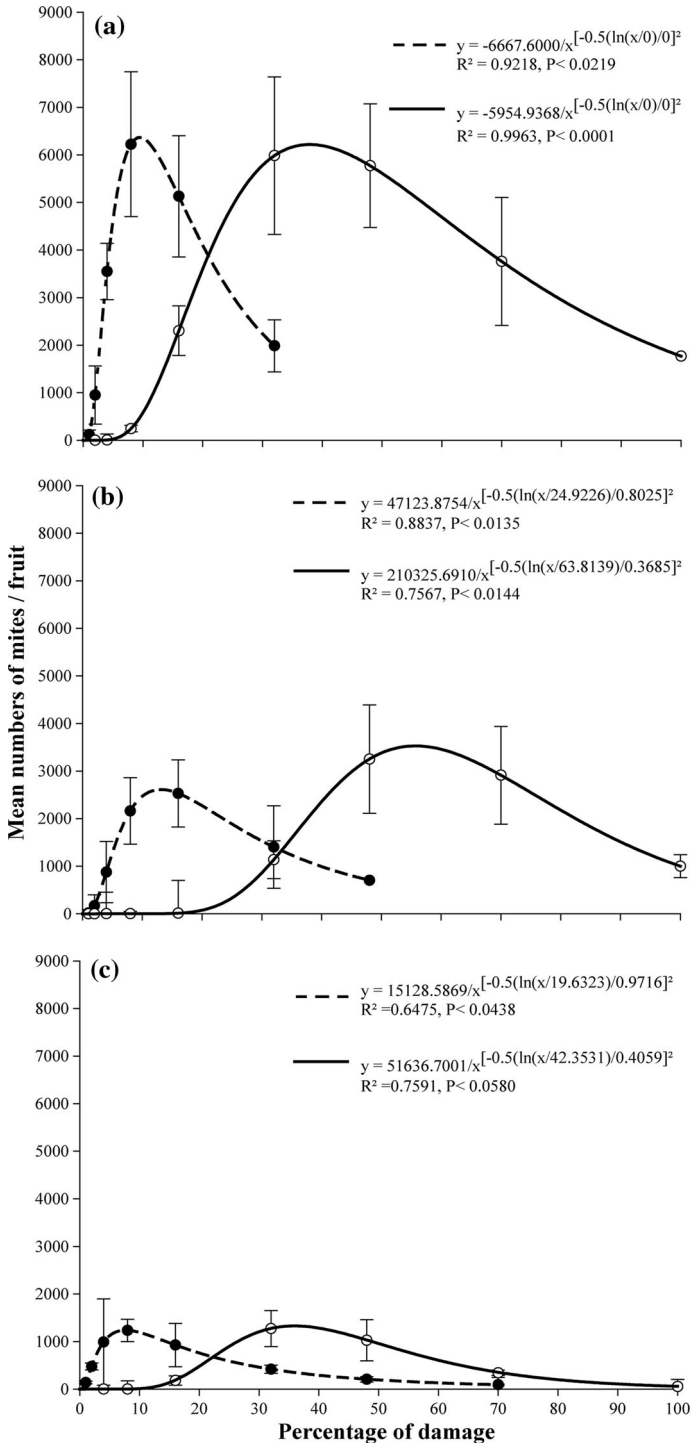 (a)
y = -6667.6000/x[-0.5(ln(x/0)/0]²
R² = 0.9218, P< 0.0219
y = -5954.9368/x[-0.5(ln(x/0)/0]²
R² = 0.9963, P< 0.0001
9000
8000
7000
6000
5000
4000
3000
2000
1000
0
(b)
y = 47123.8754/x[-0.5(ln(x/24.9226)/0.8025]²
R² = 0.8837, P< 0.0135
y = 210325.6910/x[-0.5(ln(x/63.8139)/0.3685]²
R² = 0.7567, P< 0.0144
9000
8000
7000
6000
5000
4000
3000
2000
1000
0
Mean numbers of mites / fruit
(c)
y = 15128.5869/x[-0.5(ln(x/19.6323)/0.9716]²
R² =0.6475, P< 0.0438
y = 51636.7001/x[-0.5(ln(x/42.3531)/0.4059]²
R² =0.7591, P< 0.0580
9000
8000
7000
6000
5000
4000
3000
2000
1000
0
0 10 20 30 40 50 60 70 80 90 100
Percentage of damage